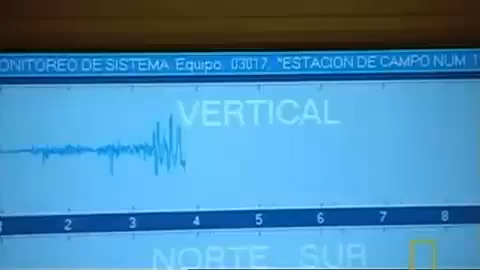 ONITOREO DE SISTEMA Equipo 03017, "ESTACION DE CAMPO NUM 1
VERTICAL
1 2 3 4 5 6 7 8
NORTE SUR